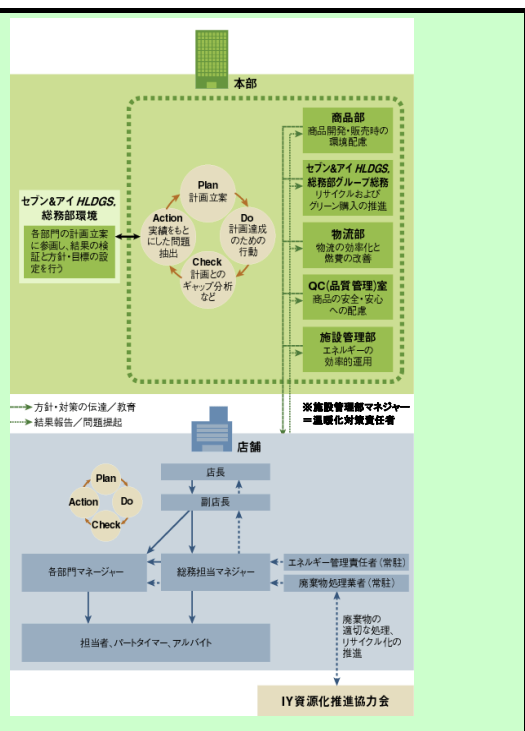 本部
商品部
商品開発・販売時の
環境配慮
セブン&アイ HLDGS.
総務部グループ総務
リサイクルおよび
グリーン購入の推進
物流部
物流の効率化と
燃費の改善
QC(品質管理)室
商品の安全・安心
への配慮
施設管理部
エネルギーの
効率的運用
Plan
計画立案
Do
計画達成
のための
行動
Check
計画との
ギャップ分析
など
Action
実績をもと
にした問題
抽出
セブン&アイ HLDGS.
総務部環境
各部門の計画立案
に参画し、結果の検
証と方針・目標の設
定を行う
方針・対策の伝達／教育
結果報告／問題提起
※施設管理部マネジャー
＝温暖化対策責任者
店舗
Plan
Do
Check
Action
店長
副店長
各部門マネージャー
総務担当マネジャー
エネルギー管理責任者（常駐）
廃棄物処理業者（常駐）
担当者、パートタイマー、アルバイト
廃棄物の
適切な処理、
リサイクル化の
推進
IY資源化推進協力会